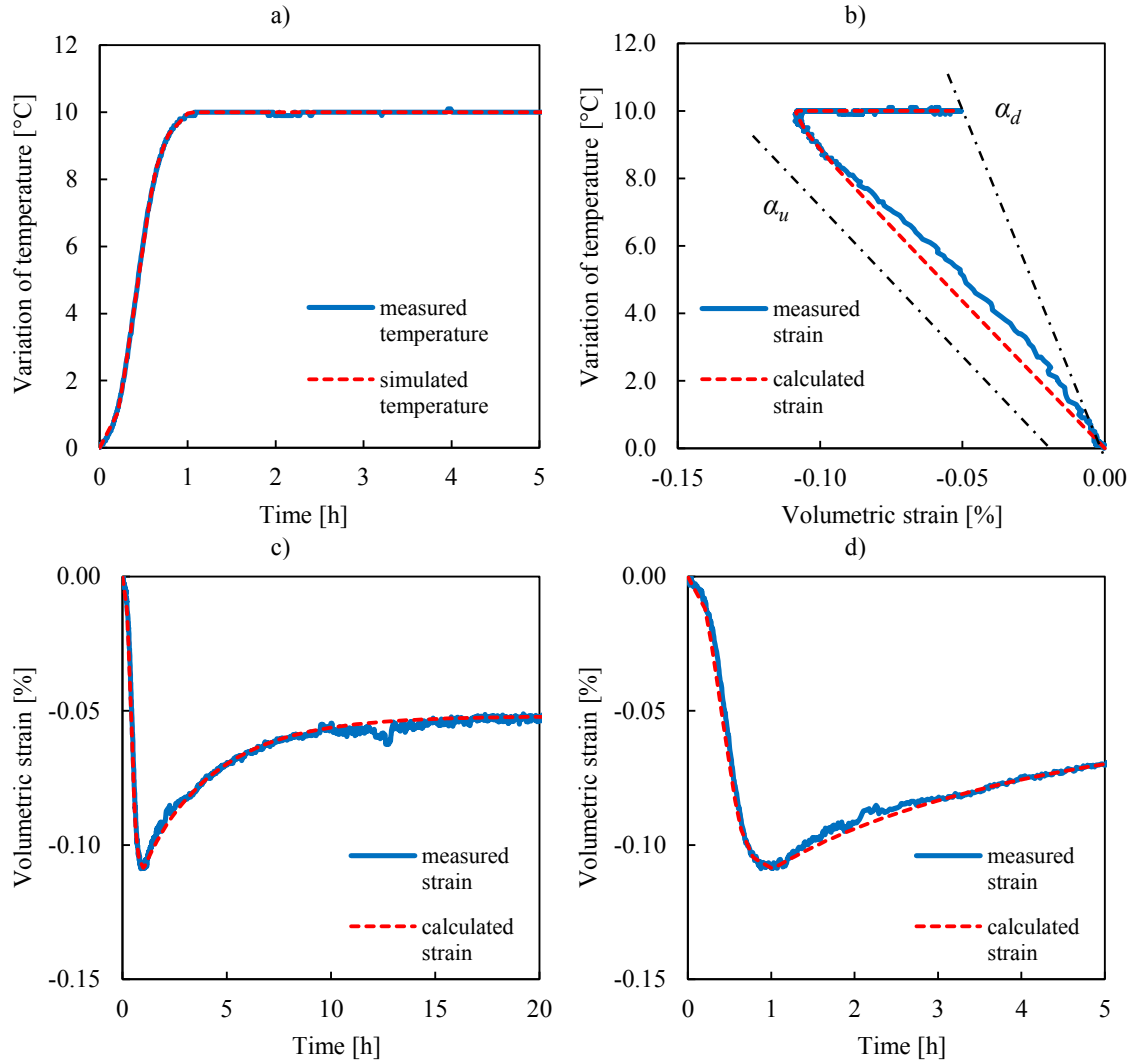 a)
12
10
8
6
4
2
0
0
1
2
3
4
5
Variation of temperature [°C]
Time [h]
measured
temperature
simulated
temperature
b)
12.0
10.0
8.0
6.0
4.0
2.0
0.0
-0.15
-0.10
-0.05
0.00
Variation of temperature [°C]
Volumetric strain [%]
αd
αu
measured
strain
calculated
strain
c)
0.00
-0.05
-0.10
-0.15
0
5
10
15
20
Volumetric strain [%]
Time [h]
measured
strain
calculated
strain
d)
0.00
-0.05
-0.10
-0.15
0
1
2
3
4
5
Volumetric strain [%]
Time [h]
measured
strain
calculated
strain